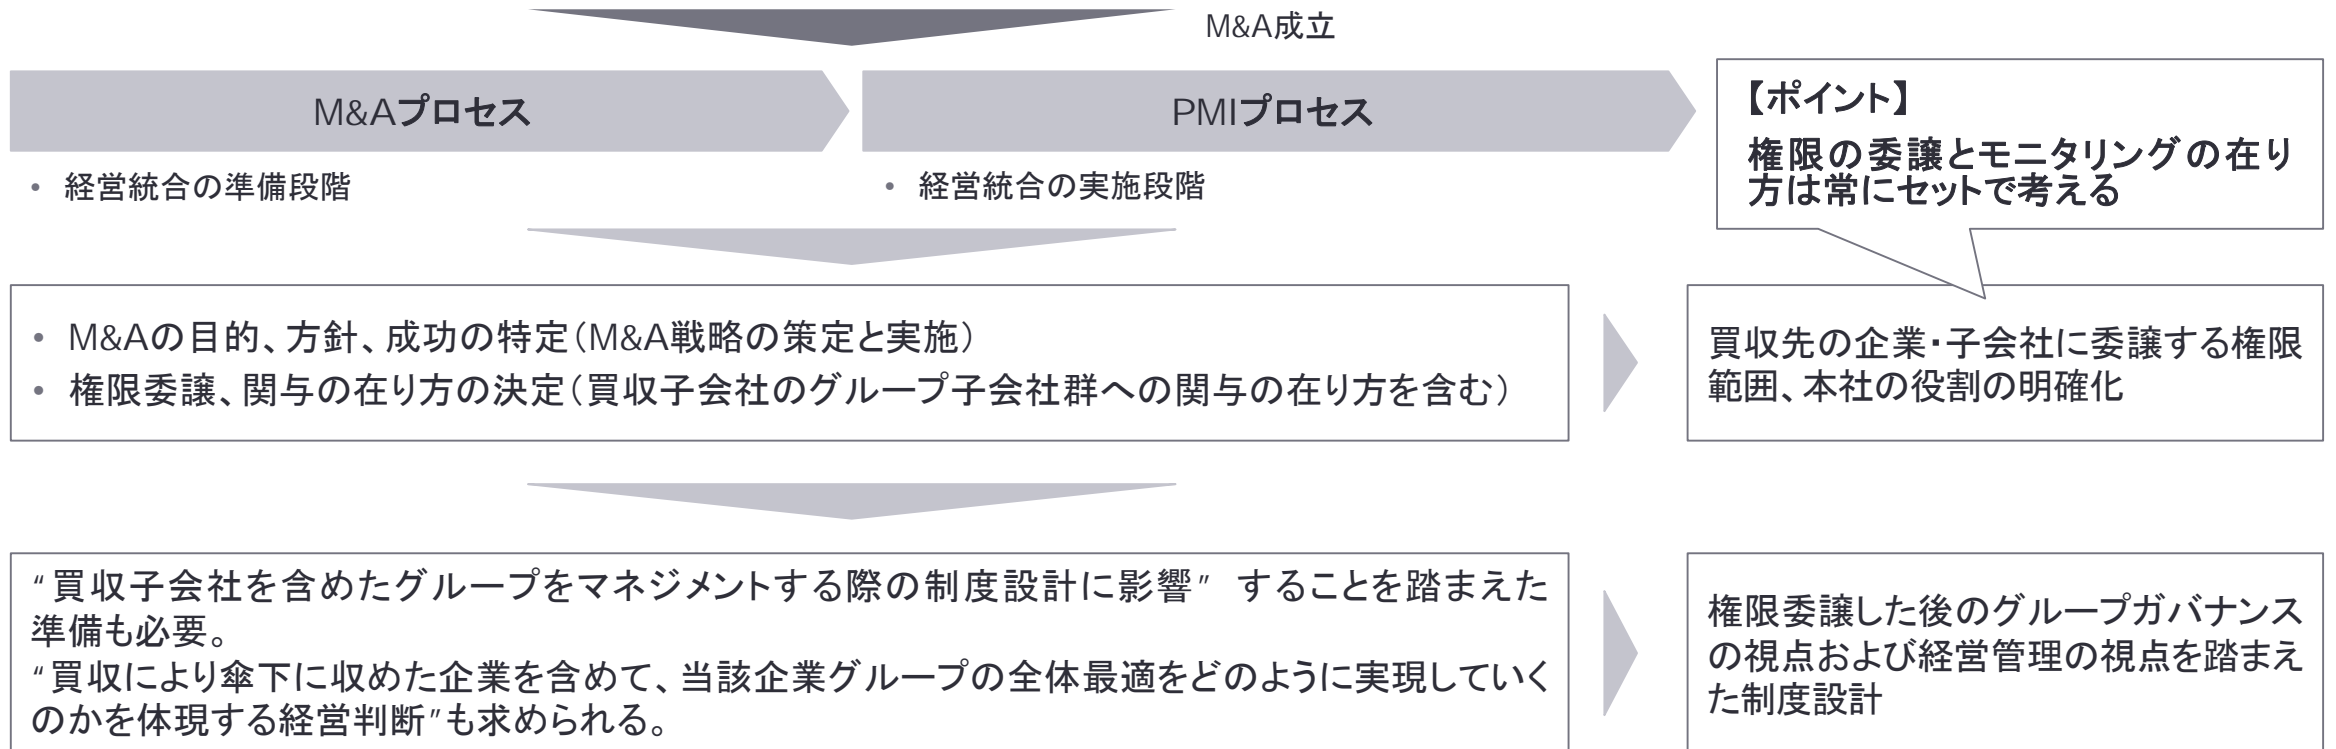 M&A成立
M&Aプロセス
PMIプロセス
【ポイント】
権限の委譲とモニタリングの在り
方は常にセットで考える
• 経営統合の準備段階
• 経営統合の実施段階
• M&Aの目的、方針、成功の特定(M&A戦略の策定と実施)
• 権限委譲、関与の在り方の決定(買収子会社のグループ子会社群への関与の在り方を含む)
買収先の企業・子会社に委譲する権限
範囲、本社の役割の明確化
“買収子会社を含めたグループをマネジメントする際の制度設計に影響” することを踏まえた
準備も必要。
“買収により傘下に収めた企業を含めて、当該企業グループの全体最適をどのように実現していく
のかを体現する経営判断”も求められる。
権限委譲した後のグループガバナンス
の視点および経営管理の視点を踏まえ
た制度設計